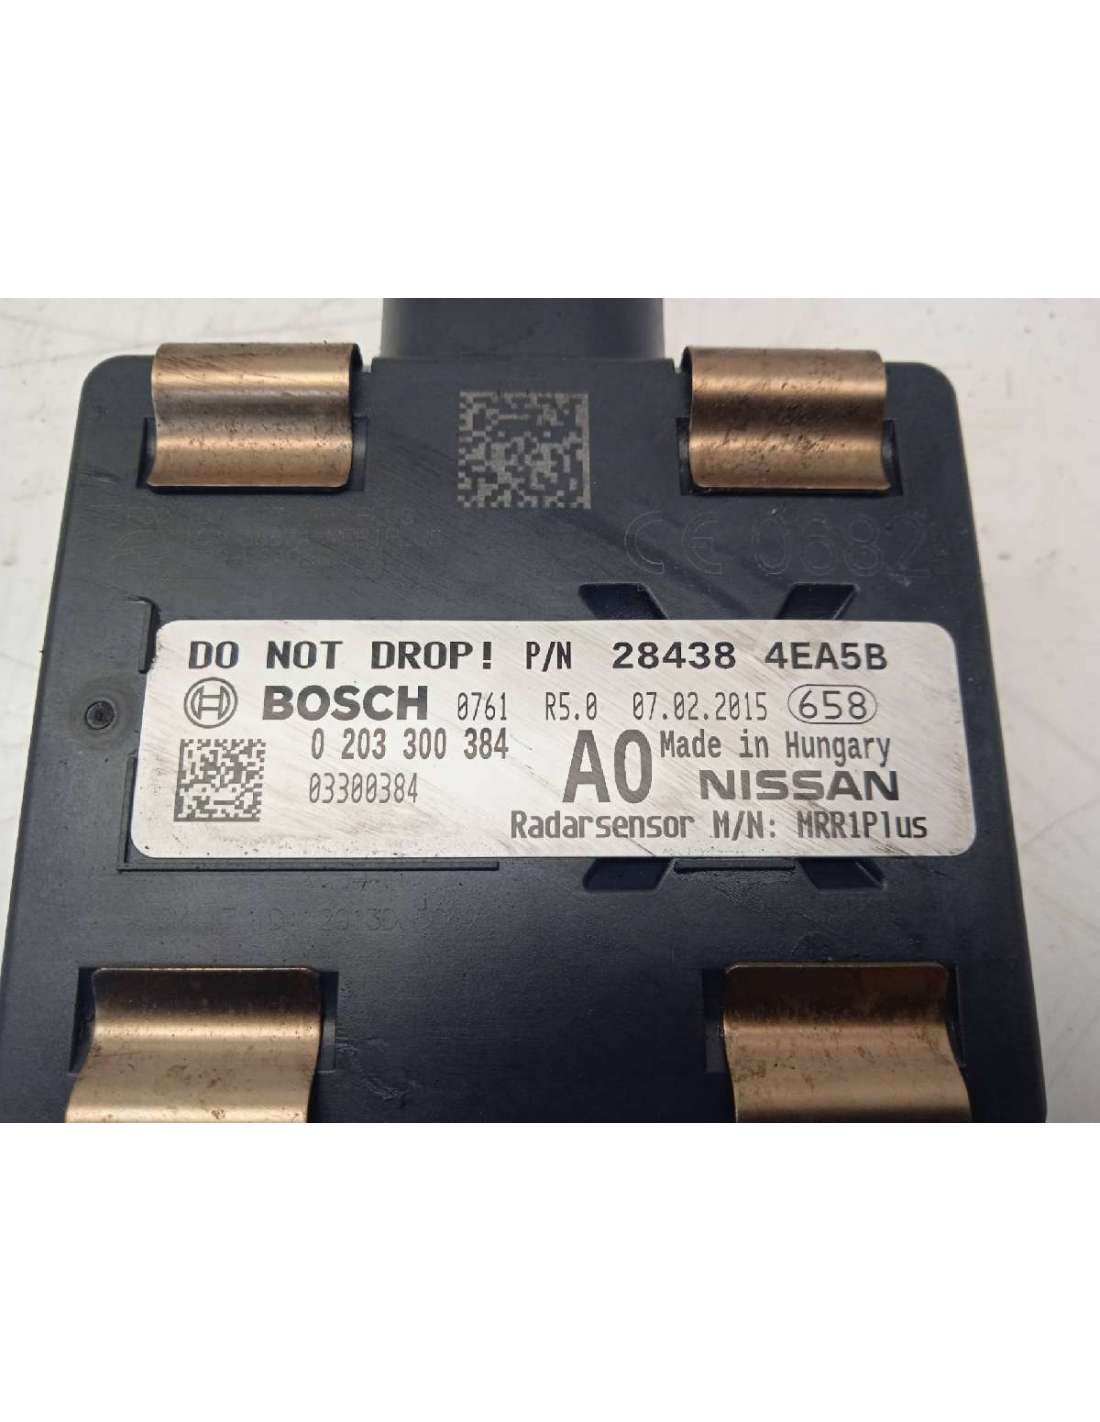 CE 0682
DO NOT DROP! P/N 28438 4EA5B
BOSCH 0761 R5.0 07.02.2015 658
0 203 300 384 A0 Made in Hungary
03300384 NISSAN
Radarsensor M/N: MRR1Plus